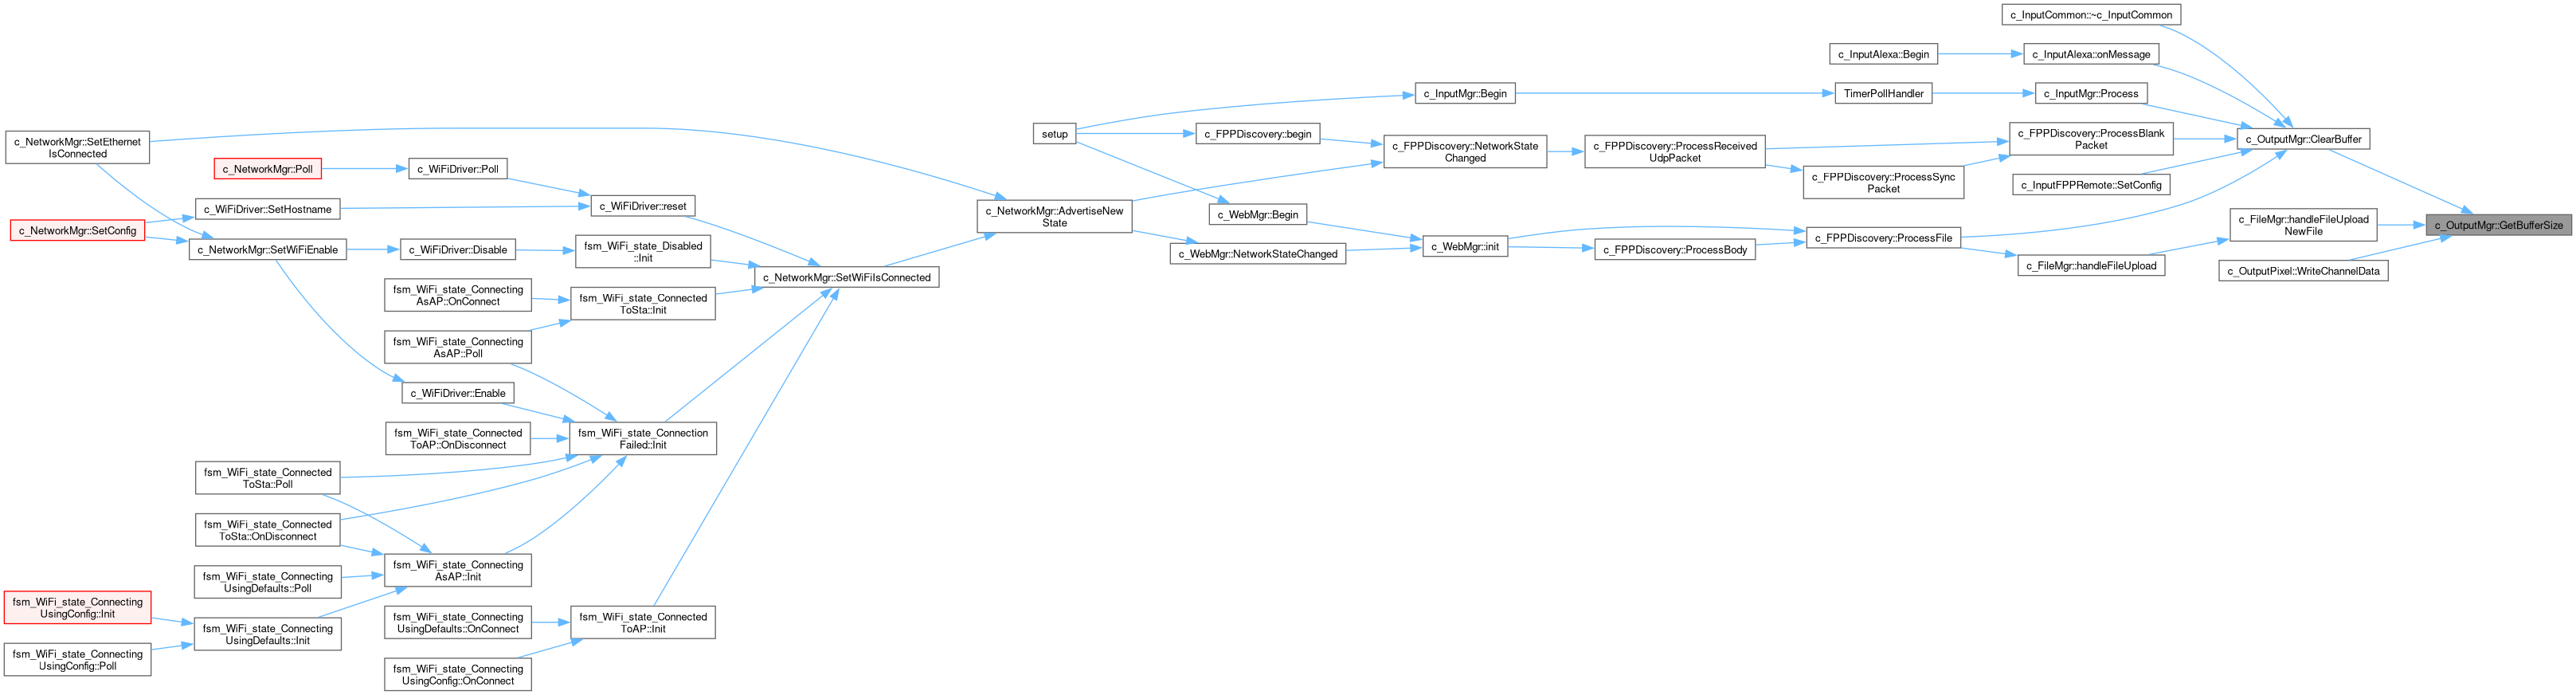 c_InputCommon::~c_InputCommon
c_InputAlexa::Begin
c_InputAlexa::onMessage
c_InputMgr::Begin
TimerPollHandler
c_InputMgr::Process
c_NetworkMgr::SetEthernet
IsConnected
setup
c_FPPDiscovery::begin
c_FPPDiscovery::NetworkState
Changed
c_FPPDiscovery::ProcessReceived
UdpPacket
c_FPPDiscovery::ProcessBlank
Packet
c_OutputMgr::ClearBuffer
c_NetworkMgr::Poll
c_WiFiDriver::Poll
c_FPPDiscovery::ProcessSync
Packet
c_InputFPPRemote::SetConfig
c_WiFiDriver::SetHostname
c_WiFiDriver::reset
c_NetworkMgr::AdvertiseNew
State
c_WebMgr::Begin
c_FileMgr::handleFileUpload
NewFile
c_OutputMgr::GetBufferSize
c_NetworkMgr::SetConfig
c_NetworkMgr::SetWiFiEnable
c_WiFiDriver::Disable
fsm_WiFi_state_Disabled
::Init
c_WebMgr::NetworkStateChanged
c_WebMgr::init
c_FPPDiscovery::ProcessBody
c_FPPDiscovery::ProcessFile
c_FileMgr::handleFileUpload
c_OutputPixel::WriteChannelData
c_NetworkMgr::SetWiFiIsConnected
fsm_WiFi_state_Connecting
AsAP::OnConnect
fsm_WiFi_state_Connected
ToSta::Init
fsm_WiFi_state_Connecting
AsAP::Poll
c_WiFiDriver::Enable
fsm_WiFi_state_Connected
ToAP::OnDisconnect
fsm_WiFi_state_Connection
Failed::Init
fsm_WiFi_state_Connected
ToSta::Poll
fsm_WiFi_state_Connected
ToSta::OnDisconnect
fsm_WiFi_state_Connecting
AsAP::Init
fsm_WiFi_state_Connecting
UsingDefaults::Poll
fsm_WiFi_state_Connecting
UsingConfig::Init
fsm_WiFi_state_Connecting
UsingDefaults::Init
fsm_WiFi_state_Connecting
UsingDefaults::OnConnect
fsm_WiFi_state_Connected
ToAP::Init
fsm_WiFi_state_Connecting
UsingConfig::Poll
fsm_WiFi_state_Connecting
UsingConfig::OnConnect